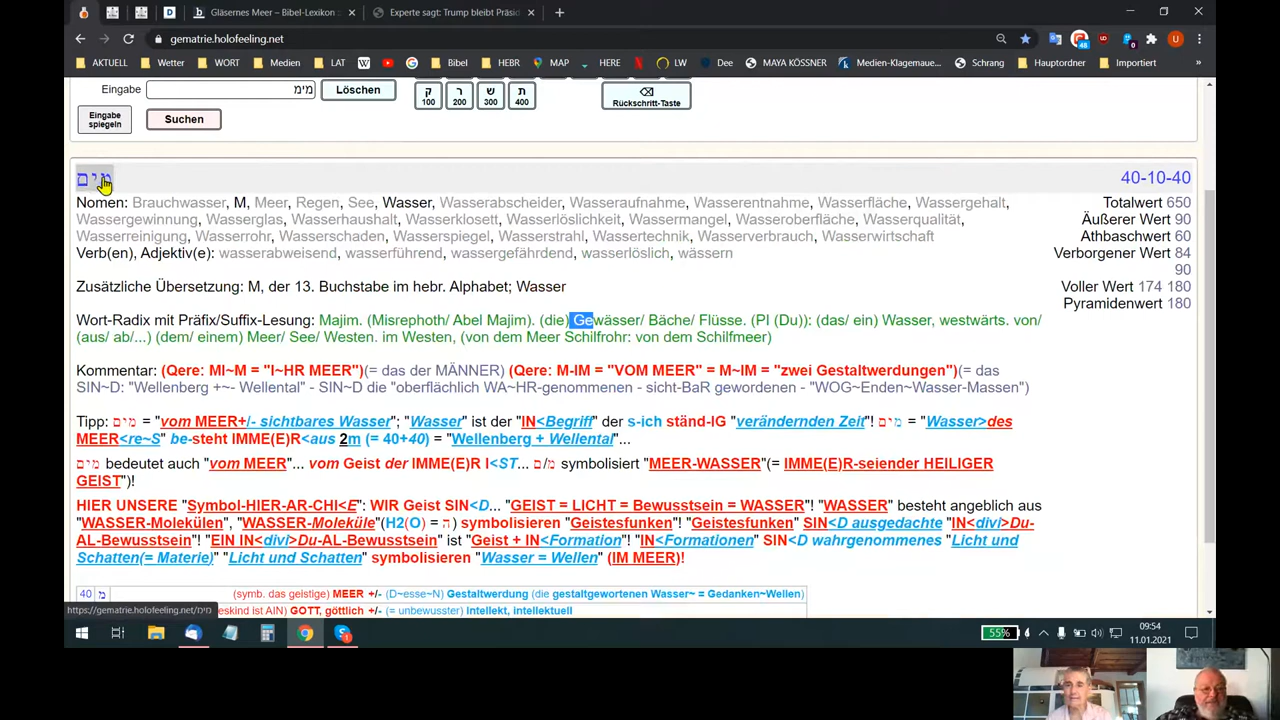 Gläsernes Meer – Bibel-Lexikon :
Experte sagt: Trump bleibt Präsid
gematrie.holofeeling.net
AKTUELL Wetter WORT Medien LAT YOUT Bibel HEBR MAP HERE LW Dee MAYA KÖSSNER Medien-Klagemaue... Schrang Hauptordner Importiert »
Eingabe מימ Löschen ק 100 ר 200 ש 300 ת 400 Rückschritt-Taste
Eingabe spiegeln Suchen
מים 40-10-40
Nomen: Brauchwasser, M, Meer, Regen, See, Wasser, Wasserabscheider, Wasseraufnahme, Wasserentnahme, Wasserfläche, Wassergehalt,
Wassergewinnung, Wasserglas, Wasserhaushalt, Wasserklosett, Wasserlöslichkeit, Wassermangel, Wasseroberfläche, Wasserqualität,
Wasserreinigung, Wasserrohr, Wasserschaden, Wasserspiegel, Wasserstrahl, Wassertechnik, Wasserverbrauch, Wasserwirtschaft
Verb(en), Adjektiv(e): wasserabweisend, wasserführend, wassergefährdend, wasserlöslich, wässern
Totalwert 650
Äußerer Wert 90
Athbaschwert 60
Verborgener Wert 84
90
Voller Wert 174 180
Pyramidenwert 180
Zusätzliche Übersetzung: M, der 13. Buchstabe im hebr. Alphabet; Wasser
Wort-Radix mit Präfix/Suffix-Lesung: Majim. (Misrephoth/ Abel Majim). (die) Gewässer/ Bäche/ Flüsse. (PI (Du)): (das/ ein) Wasser, westwärts. von/
(aus/ ab/...) (dem/ einem) Meer/ See/ Westen. im Westen, (von dem Meer Schilfrohr: von dem Schilfmeer)
Kommentar: (Qere: MI~M = "I~HR MEER")(= das der MÄNNER) (Qere: M-IM = "VOM MEER" = M~IM = "zwei Gestaltwerdungen")(= das
SIN~D: "Wellenberg +~- Wellental" - SIN~D die "oberflächlich WA~HR-genommenen - sicht-BaR gewordenen - "WOG~Enden~Wasser-Massen")
Tipp: מים = "vom MEER+/- sichtbares Wasser"; "Wasser" ist der "IN<Begriff" der s-ich ständ-IG "verändernden Zeit"! מים = "Wasser>des
MEER<re~S" be-steht IMME(E)R<aus 2m (= 40+40) = "Wellenberg + Wellental"...
מים bedeutet auch "vom MEER"... vom Geist der IMME(E)R I<ST... מ/ם symbolisiert "MEER-WASSER"(= IMME(E)R-seiender HEILIGER
GEIST")!
HIER UNSERE "Symbol-HIER-AR-CHI<E": WIR Geist SIN<D... "GEIST = LICHT = Bewusstsein = WASSER"! "WASSER" besteht angeblich aus
"WASSER-Molekülen", "WASSER-Moleküle"(H2(O) = ה) symbolisieren "Geistesfunken"! "Geistesfunken" SIN<D ausgedachte "IN<divi>Du-
AL-Bewusstsein"! "EIN IN<divi>Du-AL-Bewusstsein" ist "Geist + IN<Formation"! "IN<Formationen" SIN<D wahrgenommenes "Licht und
Schatten(= Materie)" "Licht und Schatten" symbolisieren "Wasser = Wellen" (IM MEER)!
40 מ (symb. das geistige) MEER +/- (D~esse~N) Gestaltwerdung (die gestaltgewordenen Wasser~ = Gedanken~Wellen)
https://gematrie.holofeeling.net/מימ eskind ist AIN) GOTT, göttlich +/- (= unbewusster) Intellekt, intellektuell
55% 09:54
11.01.2021